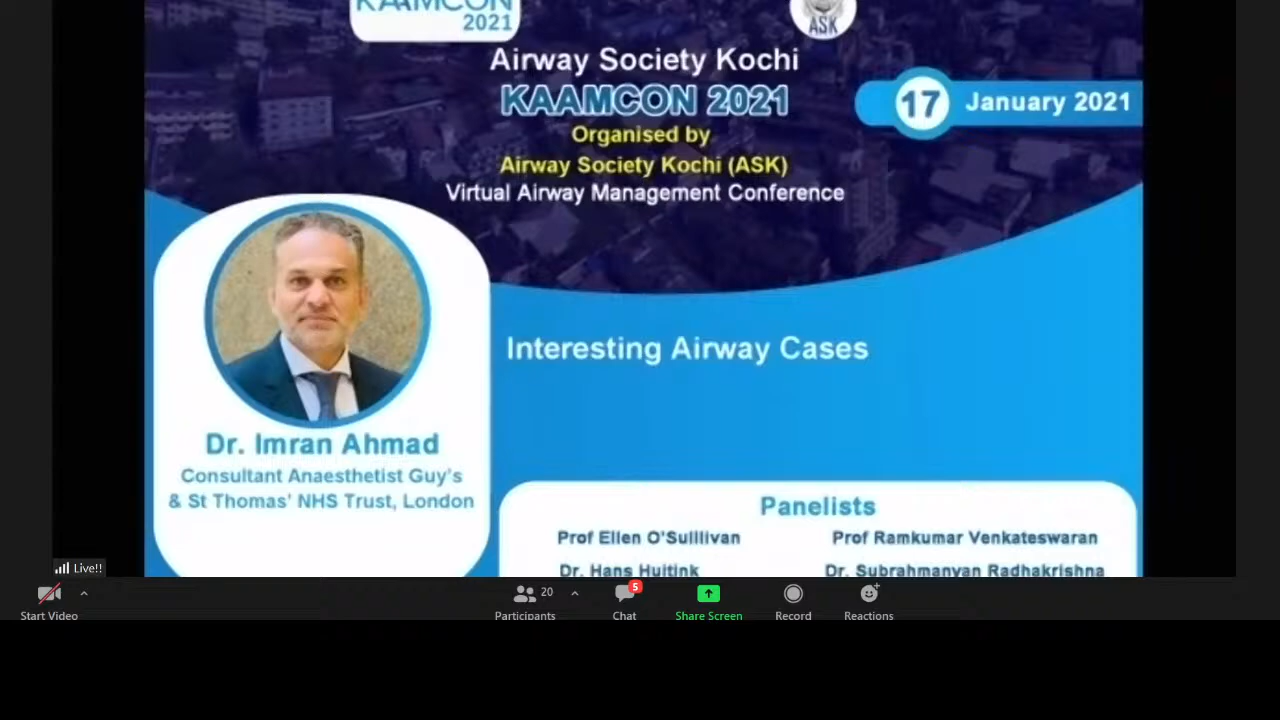 KAAMCON
2021
ASK
Airway Society Kochi
KAAMCON 2021
17 January 2021
Organised by
Airway Society Kochi (ASK)
Virtual Airway Management Conference
Interesting Airway Cases
Dr. Imran Ahmad
Consultant Anaesthetist Guy's
& St Thomas' NHS Trust, London
Panelists
Prof Ellen O'Sulllivan
Prof Ramkumar Venkateswaran
Dr. Hans Huitink
Dr. Subrahmanyan Radhakrishna
Live!!
20
5
Start Video
Participants
Chat
Share Screen
Record
Reactions